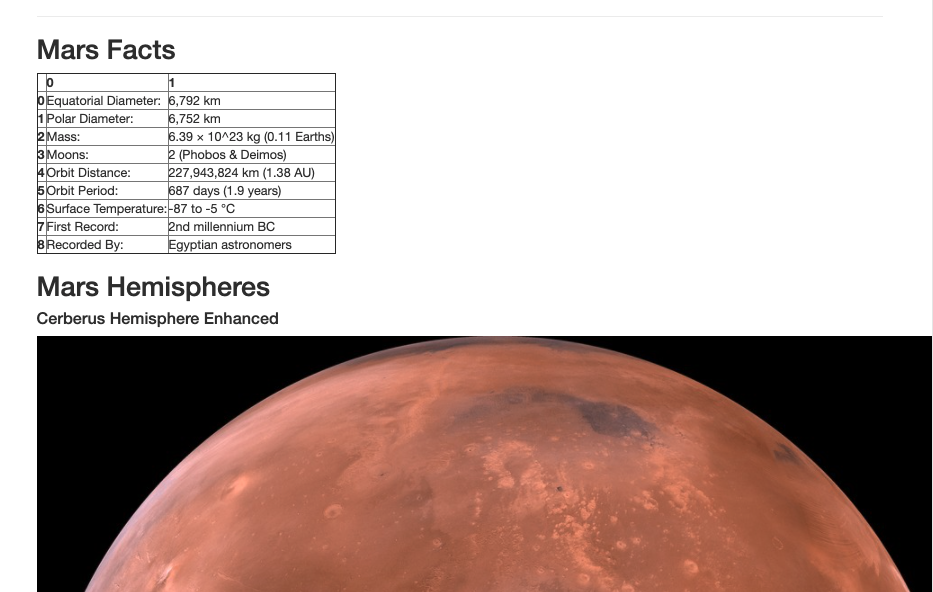 Mars Facts
0 1
0 Equatorial Diameter: 6,792 km
1 Polar Diameter: 6,752 km
2 Mass: 6.39 × 10^23 kg (0.11 Earths)
3 Moons: 2 (Phobos & Deimos)
4 Orbit Distance: 227,943,824 km (1.38 AU)
5 Orbit Period: 687 days (1.9 years)
6 Surface Temperature: -87 to -5 °C
7 First Record: 2nd millennium BC
8 Recorded By: Egyptian astronomers
Mars Hemispheres
Cerberus Hemisphere Enhanced